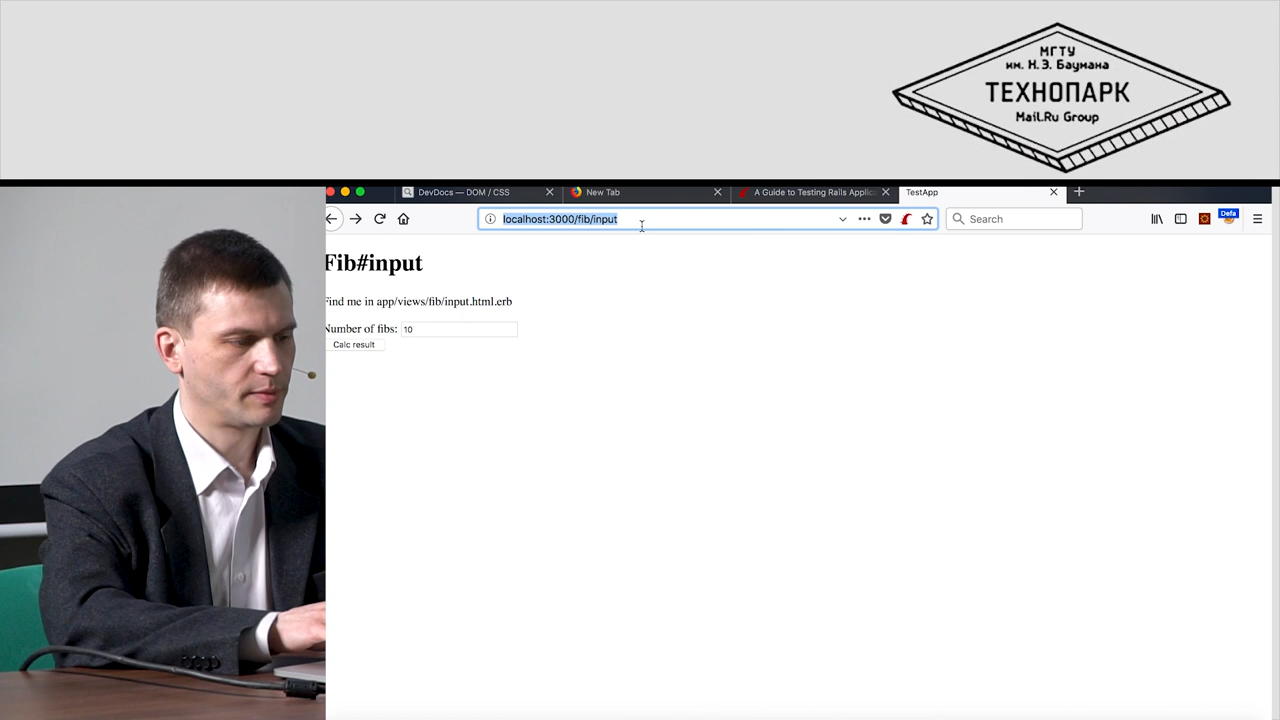 МГТУ
им. Н.Э. Баумана
ТЕХНОПАРК
Mail.Ru Group
DevDocs — DOM / CSS
New Tab
A Guide to Testing Rails Applic
TestApp
localhost:3000/fib/input
Search
Defa
Fib#input
Find me in app/views/fib/input.html.erb
Number of fibs: 10
Calc result